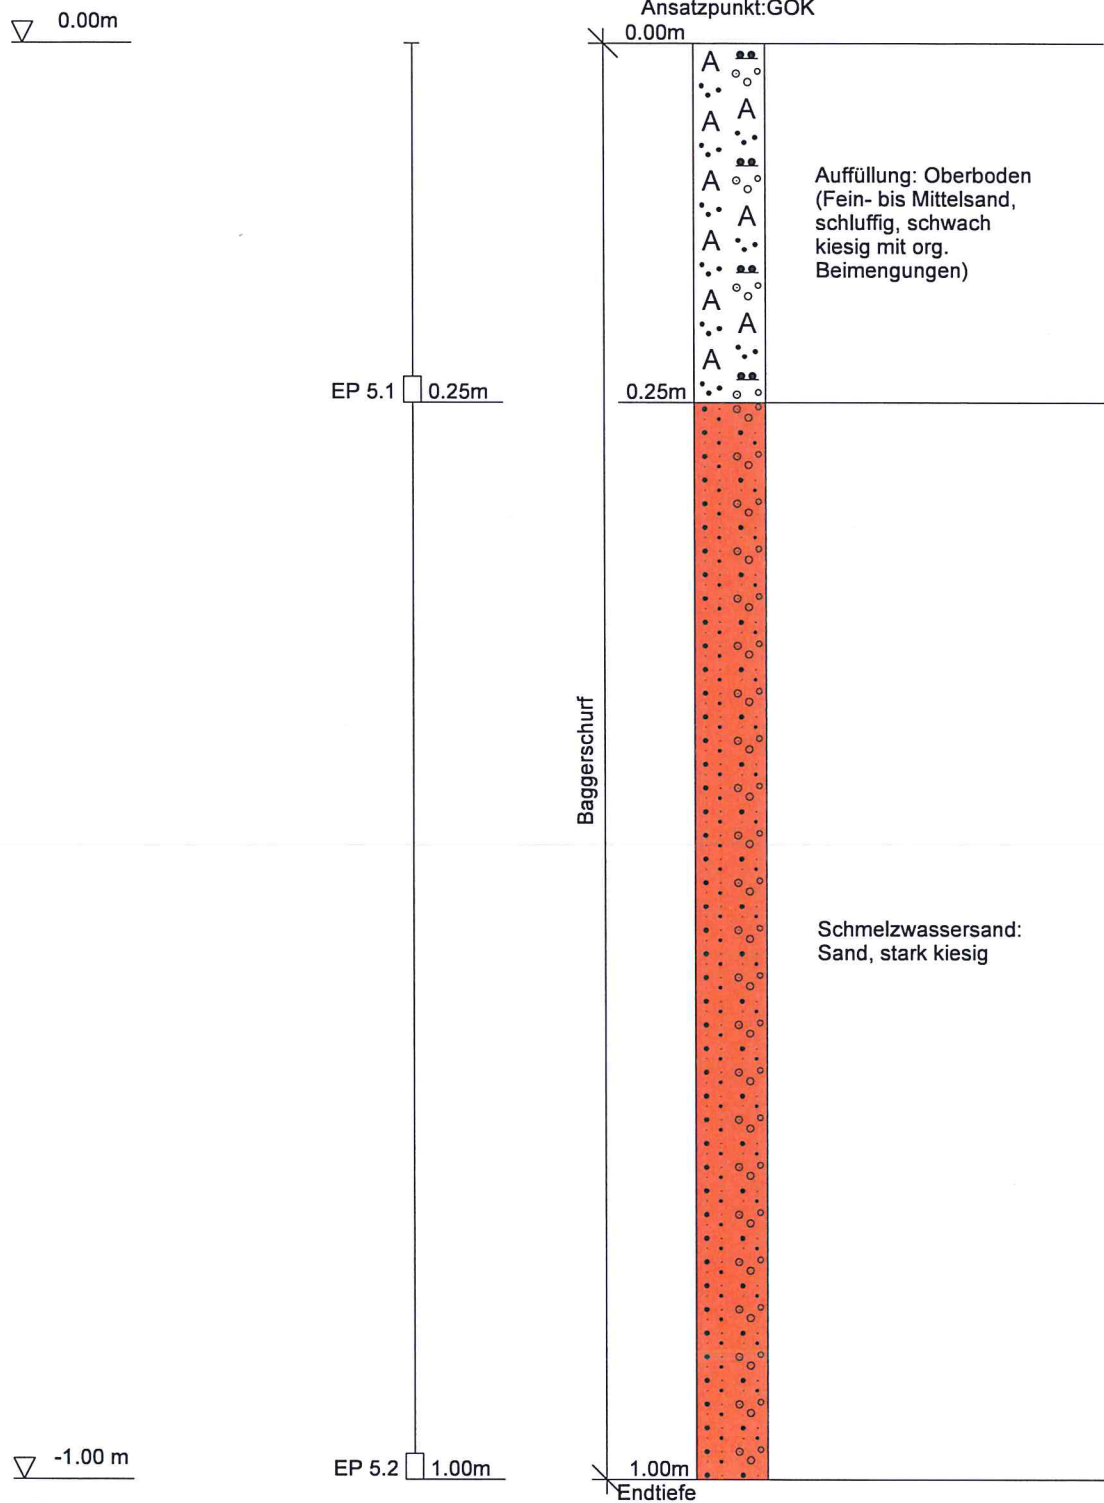 Ansatzpunkt:GOK
0.00m
0.00m
A
A
A
A
A
A
A
A
A
Auffüllung: Oberboden
(Fein- bis Mittelsand,
schluffig, schwach
kiesig mit org.
Beimengungen)
EP 5.1 0.25m
0.25m
Baggerschurf
Schmelzwassersand:
Sand, stark kiesig
-1.00 m
EP 5.2 1.00m
1.00m
Endtiefe